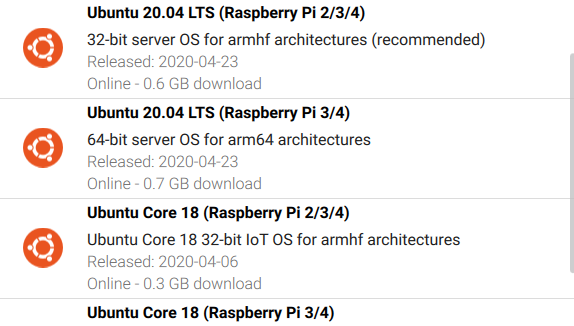 Ubuntu 20.04 LTS (Raspberry Pi 2/3/4)
32-bit server OS for armhf architectures (recommended)
Released: 2020-04-23
Online - 0.6 GB download
Ubuntu 20.04 LTS (Raspberry Pi 3/4)
64-bit server OS for arm64 architectures
Released: 2020-04-23
Online - 0.7 GB download
Ubuntu Core 18 (Raspberry Pi 2/3/4)
Ubuntu Core 18 32-bit IoT OS for armhf architectures
Released: 2020-04-06
Online - 0.3 GB download
Ubuntu Core 18 (Raspberry Pi 3/4)